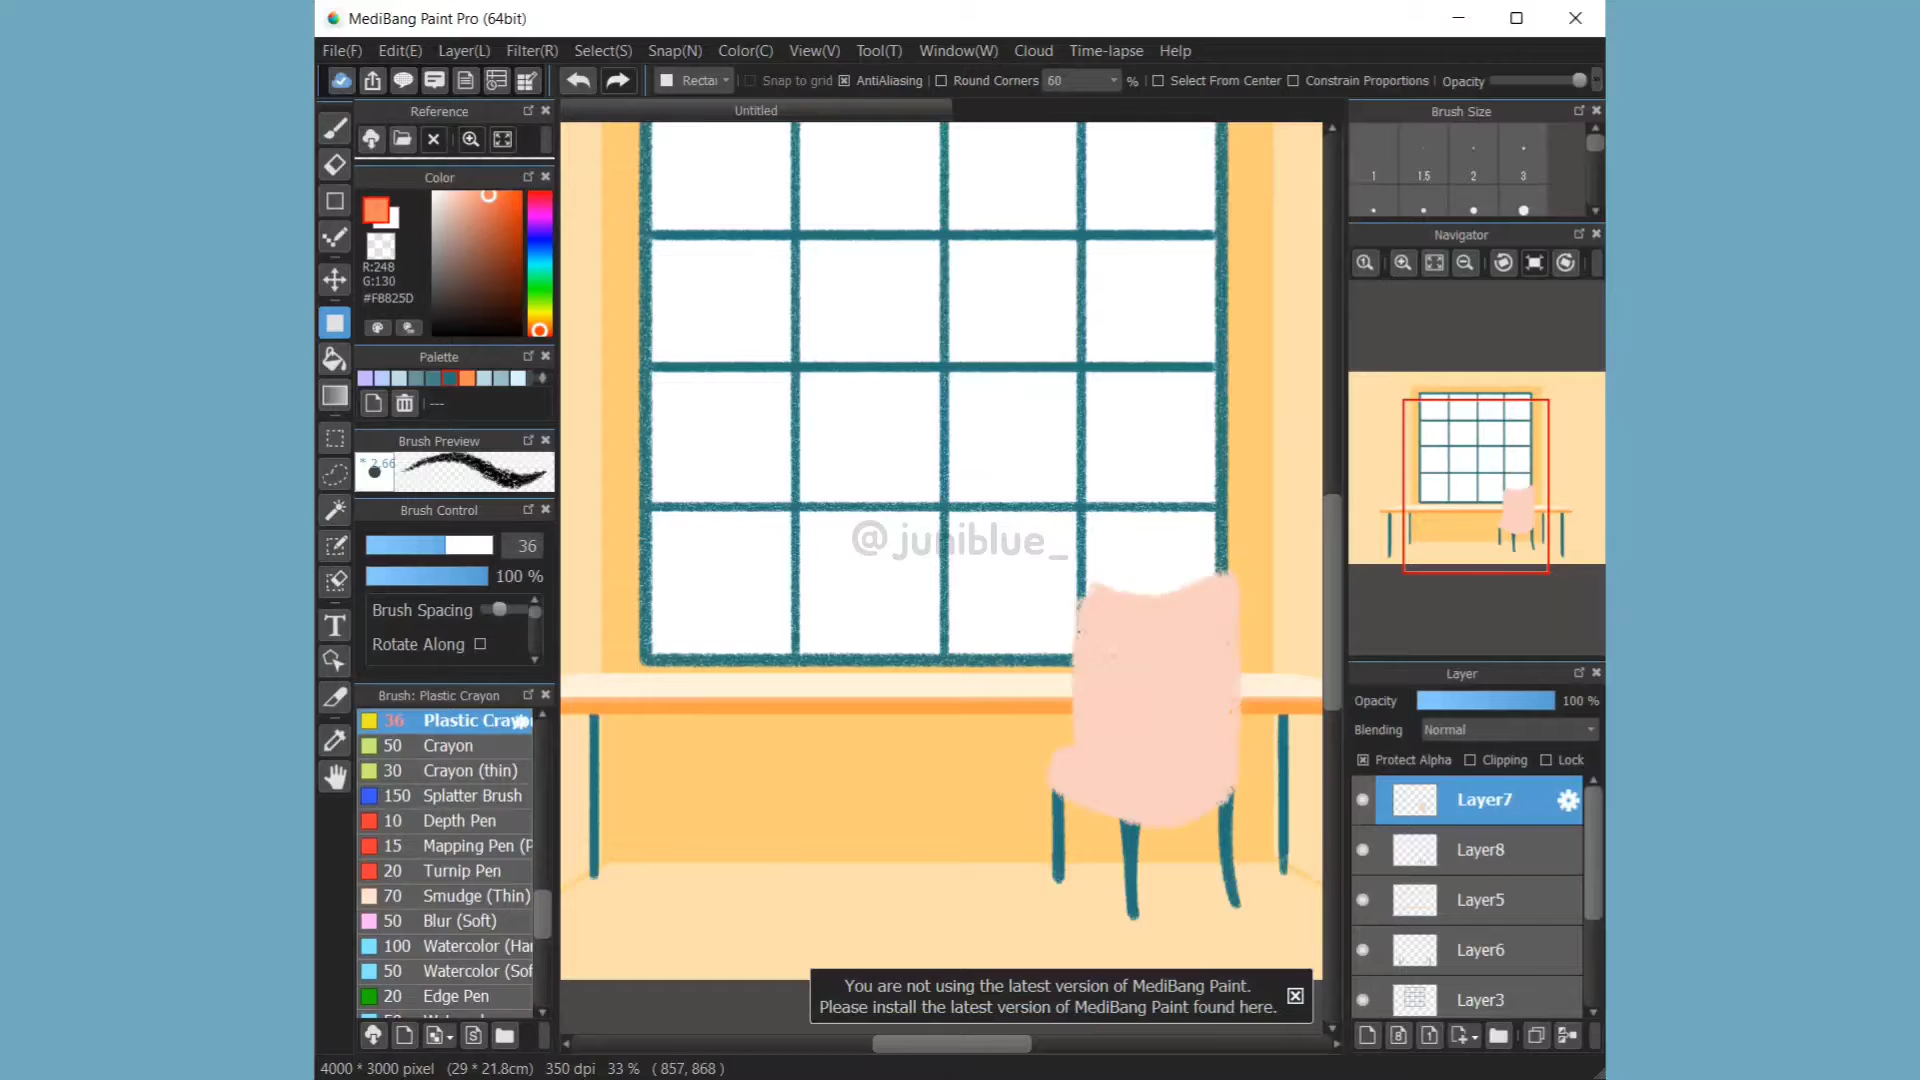 MediBang Paint Pro (64bit)
File(F) Edit(E) Layer(L) Filter(R) Select(S) Snap(N) Color(C) View(V) Tool(T) Window(W) Cloud Time-lapse Help
Rectai Snap to grid AntiAliasing Round Corners 60 % Select From Center Constrain Proportions Opacity
Reference
Untitled
Brush Size
1 1.5 2 3
Color
R:248
G:130
#F8825D
Navigator
Palette
---
Brush Preview
* 2.66
Brush Control
36
100 %
Brush Spacing
Rotate Along
@juniblue_
Brush: Plastic Crayon
36 Plastic Crayo
50 Crayon
30 Crayon (thin)
150 Splatter Brush
10 Depth Pen
15 Mapping Pen (P
20 Turnip Pen
70 Smudge (Thin)
50 Blur (Soft)
100 Watercolor (Har
50 Watercolor (Sof
20 Edge Pen
Layer
Opacity 100 %
Blending Normal
Protect Alpha Clipping Lock
Layer7
Layer8
Layer5
Layer6
Layer3
You are not using the latest version of MediBang Paint.
Please install the latest version of MediBang Paint found here.
4000 * 3000 pixel (29 * 21.8cm) 350 dpi 33 % ( 857, 868 )